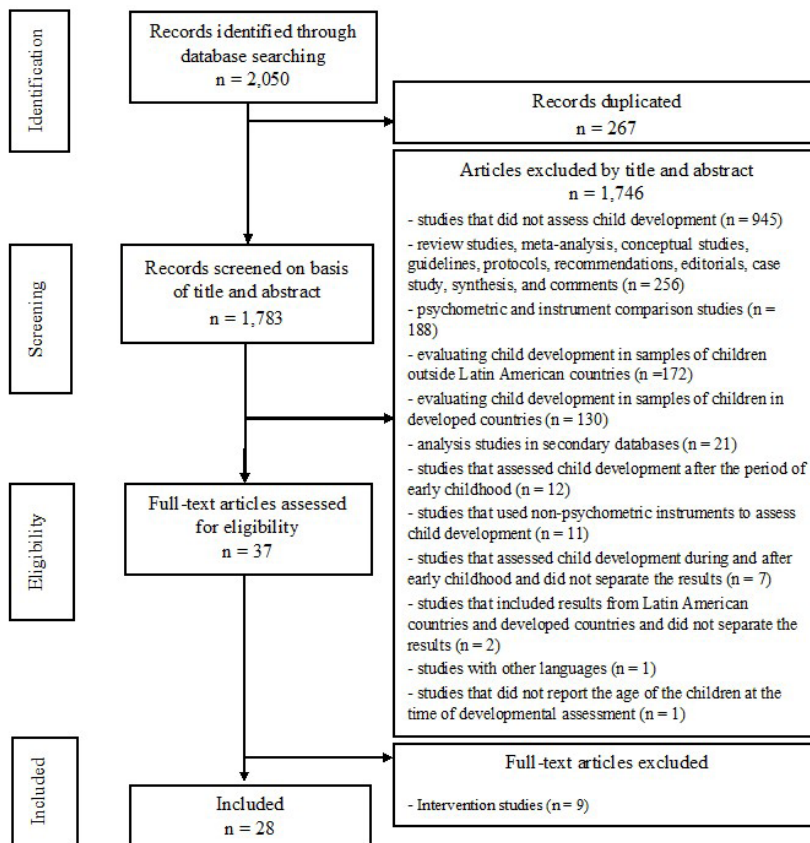 Identification
Records identified through
database searching
n = 2,050
Records duplicated
n = 267
Articles excluded by title and abstract
n = 1,746
- studies that did not assess child development (n = 945)
- review studies, meta-analysis, conceptual studies,
guidelines, protocols, recommendations, editorials, case
study, synthesis, and comments (n = 256)
- psychometric and instrument comparison studies (n =
188)
- evaluating child development in samples of children
outside Latin American countries (n =172)
- evaluating child development in samples of children in
developed countries (n = 130)
- analysis studies in secondary databases (n = 21)
- studies that assessed child development after the period of
early childhood (n = 12)
- studies that used non-psychometric instruments to assess
child development (n = 11)
- studies that assessed child development during and after
early childhood and did not separate the results (n = 7)
- studies that included results from Latin American
countries and developed countries and did not separate the
results (n = 2)
- studies with other languages (n = 1)
- studies that did not report the age of the children at the
time of developmental assessment (n = 1)
Screening
Records screened on basis
of title and abstract
n = 1,783
Eligibility
Full-text articles assessed
for eligibility
n = 37
Full-text articles excluded
- Intervention studies (n = 9)
Included
Included
n = 28